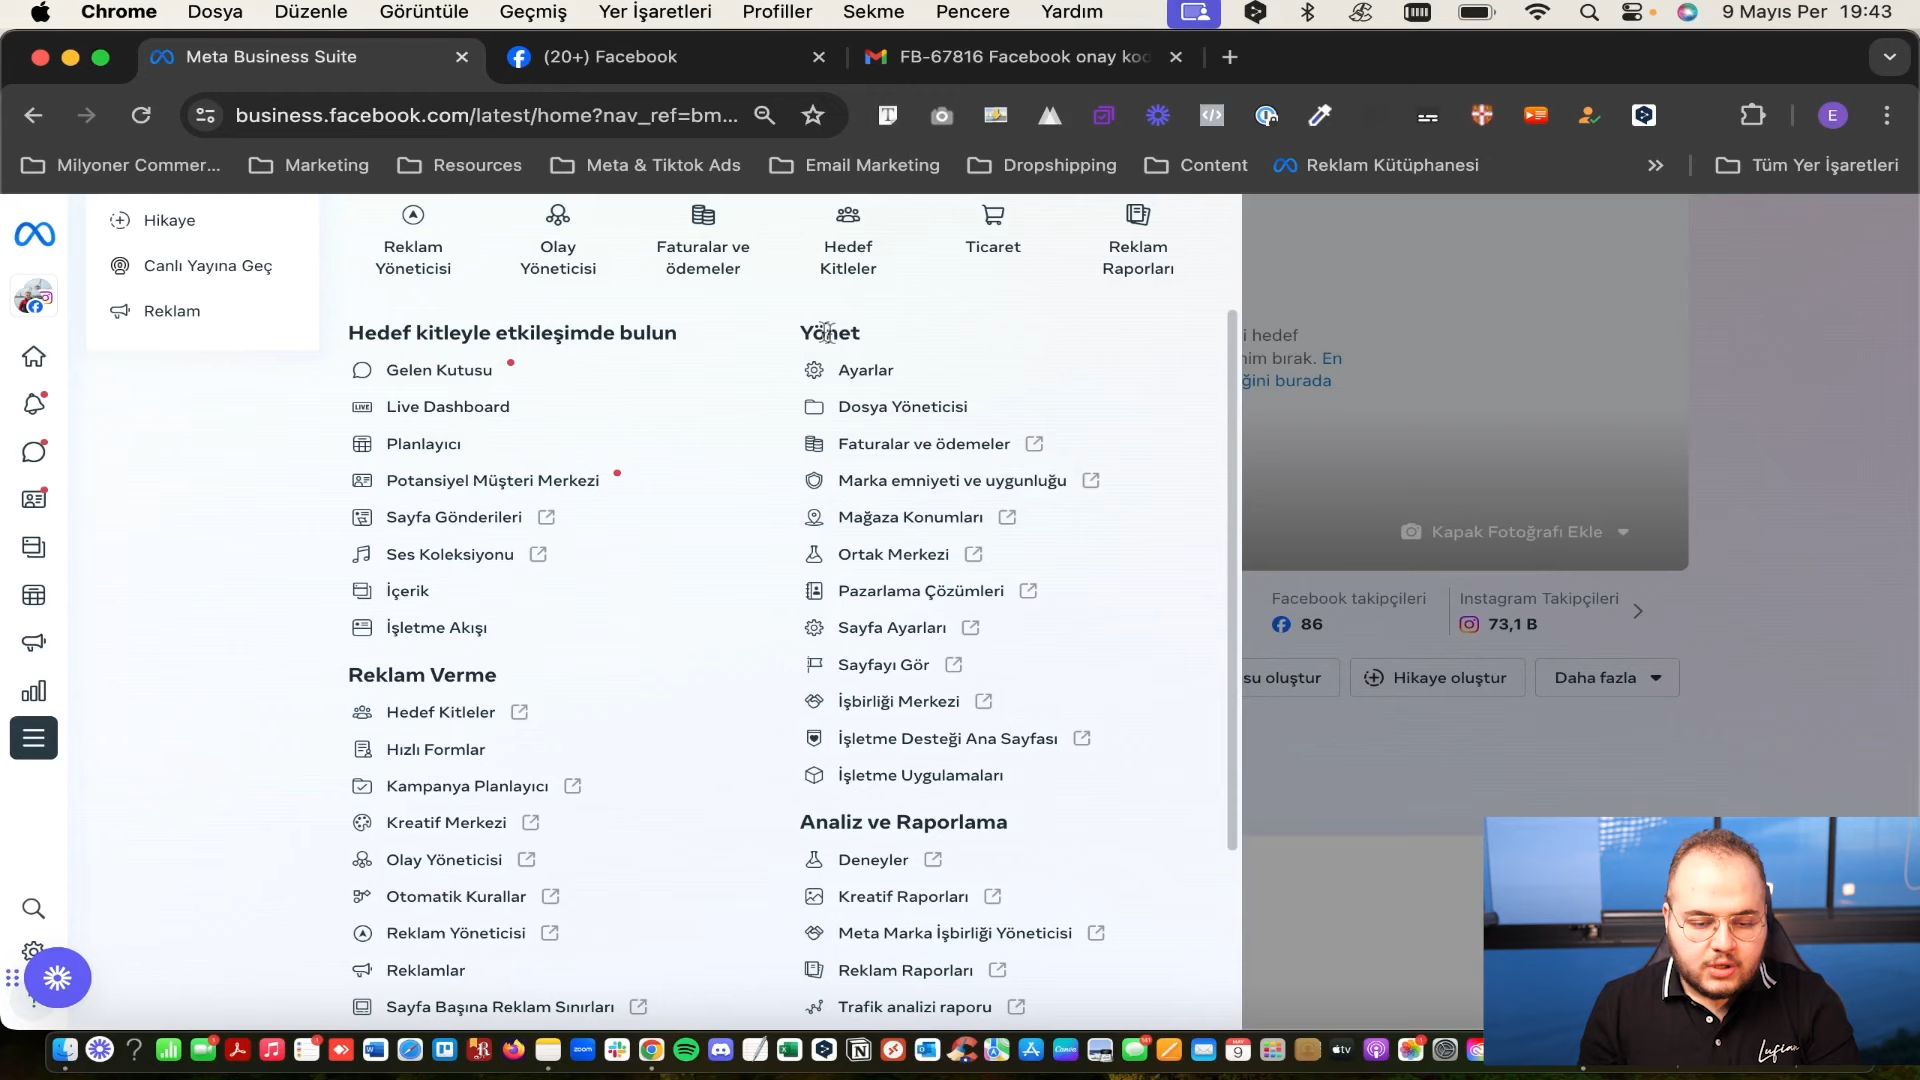 Chrome Dosya Düzenle Görüntüle Geçmiş Yer İşaretleri Profiller Sekme Pencere Yardım 9 Mayıs Per 19:43
Meta Business Suite
(20+) Facebook
FB-67816 Facebook onay kod
business.facebook.com/latest/home?nav_ref=bm...
E
Milyoner Commer...
Marketing
Resources
Meta & Tiktok Ads
Email Marketing
Dropshipping
Content
Reklam Kütüphanesi
Tüm Yer İşaretleri
Hikaye
Canlı Yayına Geç
Reklam
Reklam
Yöneticisi
Olay
Yöneticisi
Faturalar ve
ödemeler
Hedef
Kitleler
Ticaret
Reklam
Raporları
Hedef kitleyle etkileşimde bulun
Gelen Kutusu
LIVE Live Dashboard
Planlayıcı
Potansiyel Müşteri Merkezi
Sayfa Gönderileri
Ses Koleksiyonu
İçerik
İşletme Akışı
Reklam Verme
Hedef Kitleler
Hızlı Formlar
Kampanya Planlayıcı
Kreatif Merkezi
Olay Yöneticisi
Otomatik Kurallar
Reklam Yöneticisi
Reklamlar
Sayfa Başına Reklam Sınırları
Yönet
Ayarlar
Dosya Yöneticisi
Faturalar ve ödemeler
Marka emniyeti ve uygunluğu
Mağaza Konumları
Ortak Merkezi
Pazarlama Çözümleri
Sayfa Ayarları
Sayfayı Gör
İşbirliği Merkezi
İşletme Desteği Ana Sayfası
İşletme Uygulamaları
Analiz ve Raporlama
Deneyler
Kreatif Raporları
Meta Marka İşbirliği Yöneticisi
Reklam Raporları
Trafik analizi raporu
i hedef
nim bırak. En
ğini burada
Kapak Fotoğrafı Ekle
Facebook takipçileri
86
Instagram Takipçileri
73,1 B
su oluştur
Hikaye oluştur
Daha fazla
Lufian
zoom
Canva
9
tv